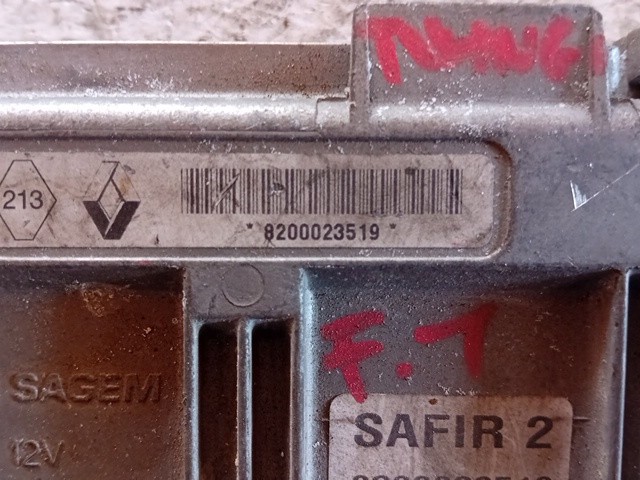 213
* 8200023519 *
F.1
SAGEM
SAFIR 2
12V